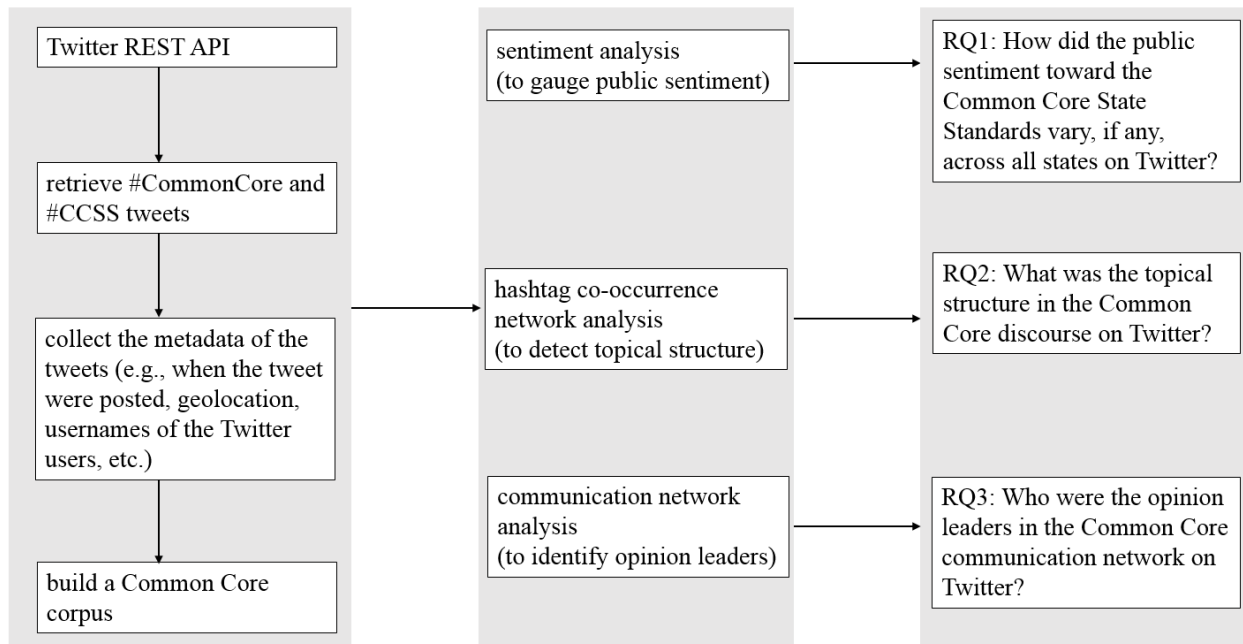 Twitter REST API
retrieve #CommonCore and
#CCSS tweets
collect the metadata of the
tweets (e.g., when the tweet
were posted, geolocation,
usernames of the Twitter
users, etc.)
build a Common Core
corpus
sentiment analysis
(to gauge public sentiment)
hashtag co-occurrence
network analysis
(to detect topical structure)
communication network
analysis
(to identify opinion leaders)
RQ1: How did the public
sentiment toward the
Common Core State
Standards vary, if any,
across all states on Twitter?
RQ2: What was the topical
structure in the Common
Core discourse on Twitter?
RQ3: Who were the opinion
leaders in the Common Core
communication network on
Twitter?